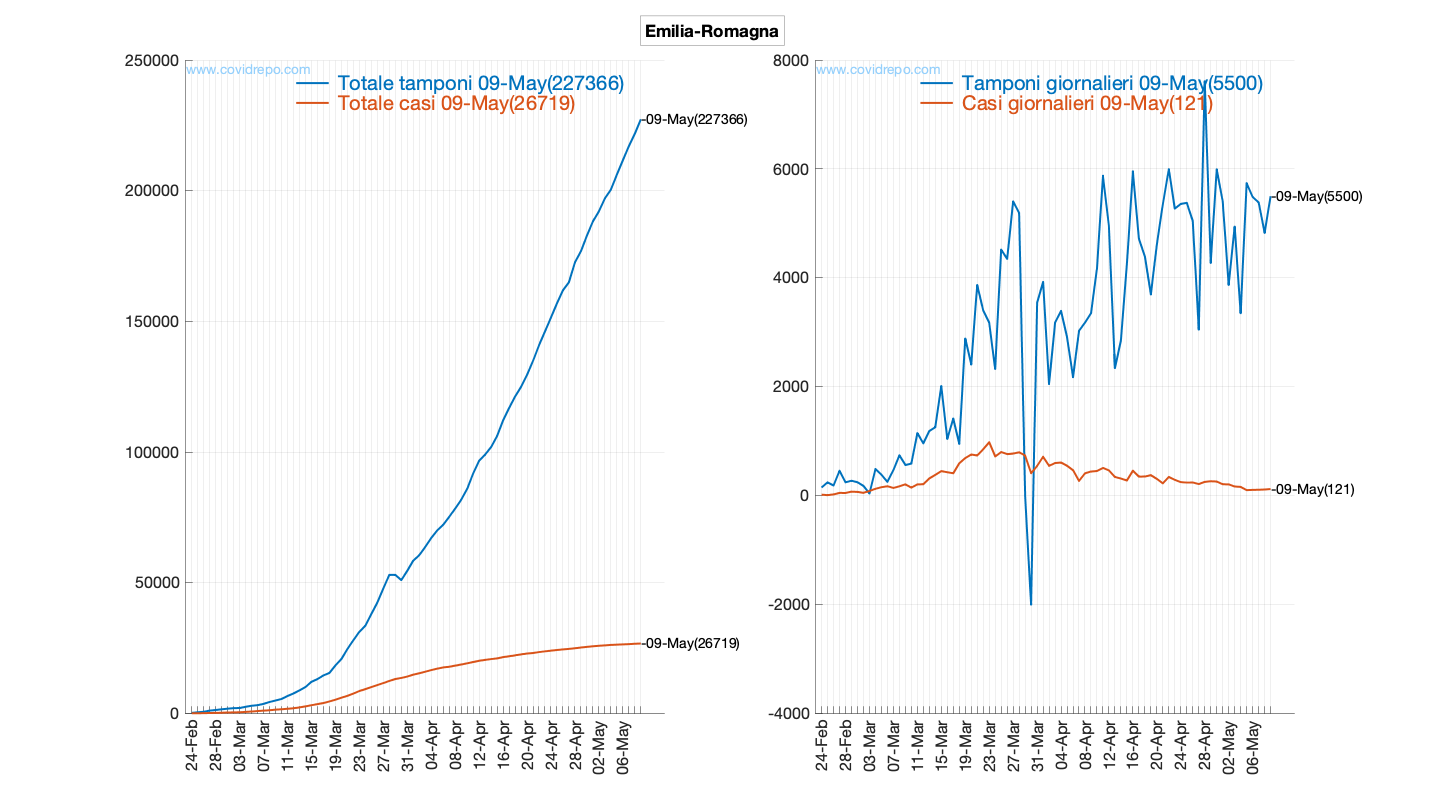 Emilia-Romagna
250000
200000
150000
100000
50000
0
www.covidrepo.com
Totale tamponi 09-May(227366)
Totale casi 09-May(26719)
-09-May(227366)
-09-May(26719)
24-Feb
28-Feb
03-Mar
07-Mar
11-Mar
15-Mar
19-Mar
23-Mar
27-Mar
31-Mar
04-Apr
08-Apr
12-Apr
16-Apr
20-Apr
24-Apr
28-Apr
02-May
06-May
8000
6000
4000
2000
0
-2000
-4000
www.covidrepo.com
Tamponi giornalieri 09-May(5500)
Casi giornalieri 09-May(121)
-09-May(5500)
-09-May(121)
24-Feb
28-Feb
03-Mar
07-Mar
11-Mar
15-Mar
19-Mar
23-Mar
27-Mar
31-Mar
04-Apr
08-Apr
12-Apr
16-Apr
20-Apr
24-Apr
28-Apr
02-May
06-May